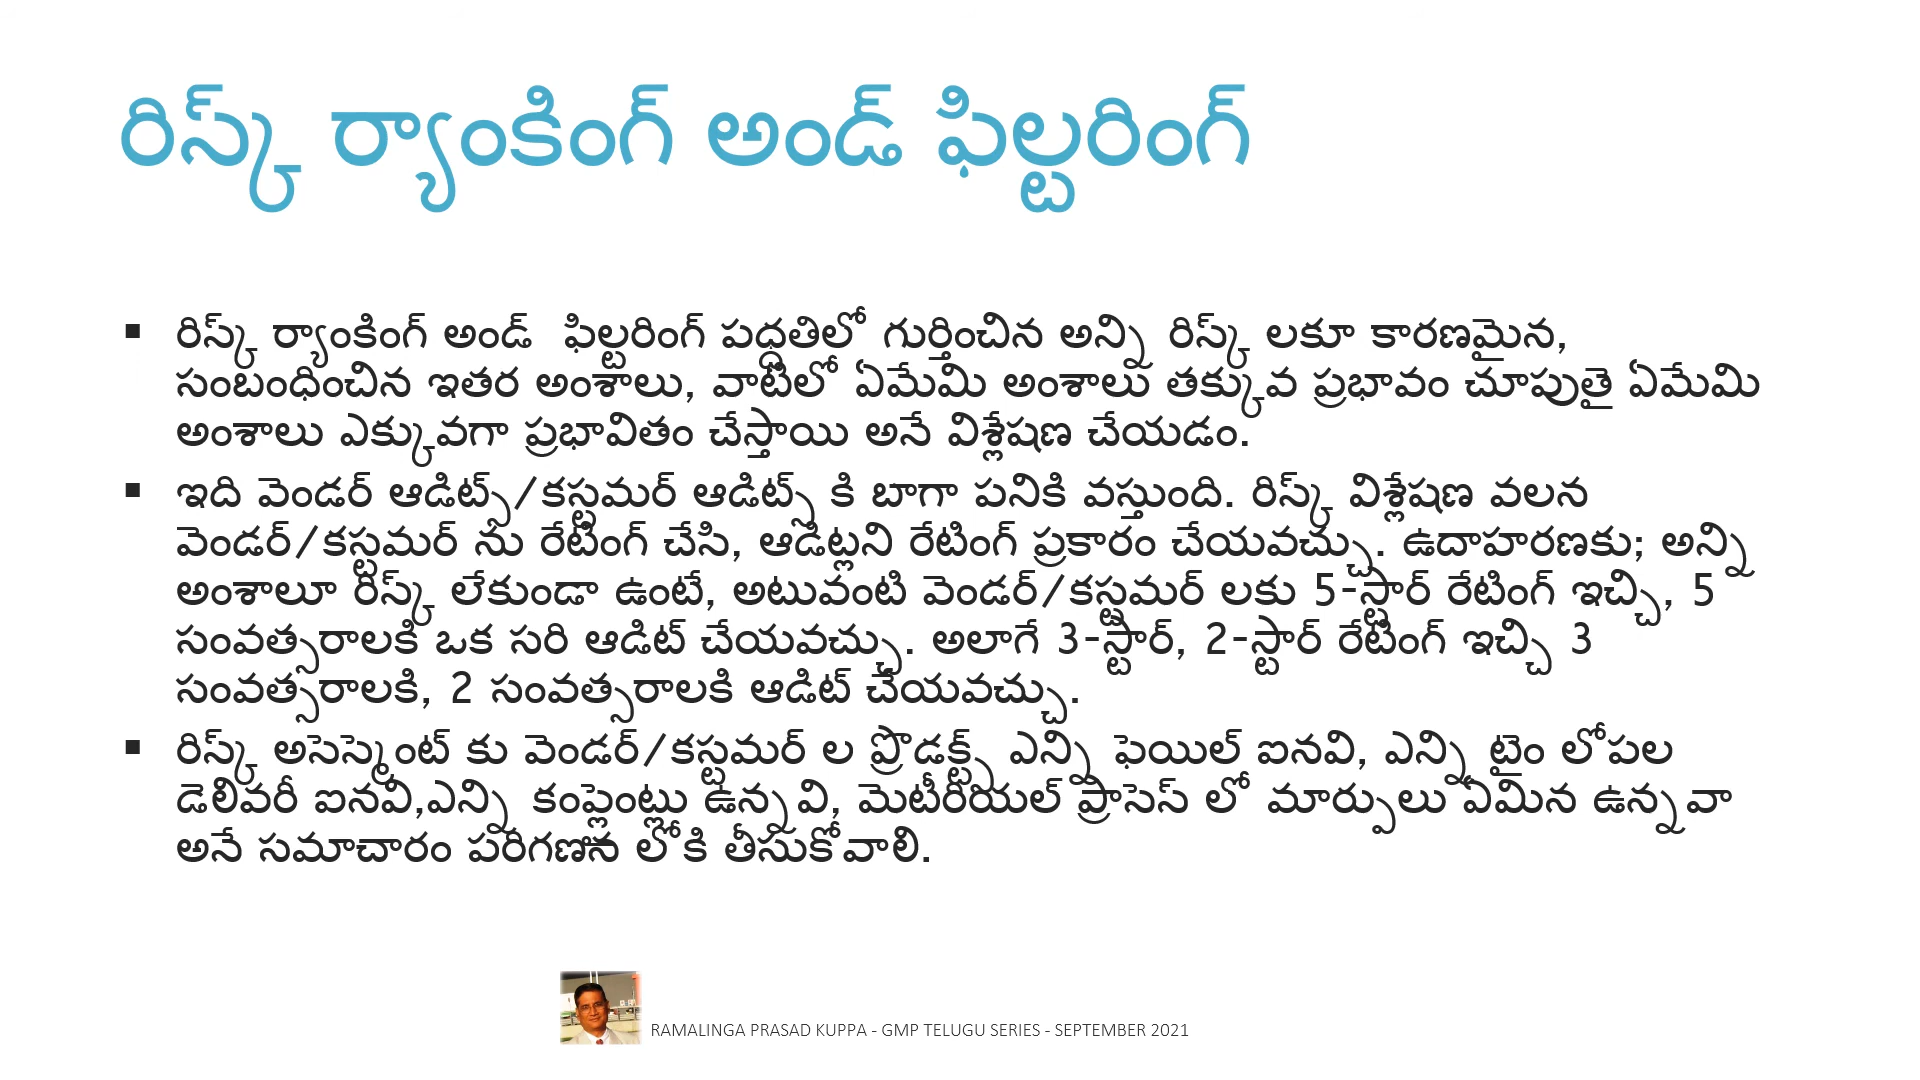 రిస్క్ ర్యాంకింగ్ అండ్ ఫిల్టరింగ్
▪ రిస్క్ ర్యాంకింగ్ అండ్ ఫిల్టరింగ్ పద్ధతిలో గుర్తించిన అన్ని రిస్క్ లకూ కారణమైన,
సంబంధించిన ఇతర అంశాలు, వాటిలో ఏమేమి అంశాలు తక్కువ ప్రభావం చూపుతై ఏమేమి
అంశాలు ఎక్కువగా ప్రభావితం చేస్తాయి అనే విశ్లేషణ చేయడం.
▪ ఇది వెండర్ ఆడిట్స్/కస్టమర్ ఆడిట్స్ కి బాగా పనికి వస్తుంది. రిస్క్ విశ్లేషణ వలన
వెండర్/కస్టమర్ ను రేటింగ్ చేసి, ఆడిట్లని రేటింగ్ ప్రకారం చేయవచ్చు. ఉదాహరణకు; అన్ని
అంశాలూ రిస్క్ లేకుండా ఉంటే, అటువంటి వెండర్/కస్టమర్ లకు 5-స్టార్ రేటింగ్ ఇచ్చి, 5
సంవత్సరాలకి ఒక సరి ఆడిట్ చేయవచ్చు. అలాగే 3-స్టార్, 2-స్టార్ రేటింగ్ ఇచ్చి 3
సంవత్సరాలకి, 2 సంవత్సరాలకి ఆడిట్ చేయవచ్చు.
▪ రిస్క్ అసెస్మెంట్ కు వెండర్/కస్టమర్ ల ప్రొడక్ట్స్ ఎన్ని ఫెయిల్ ఐనవి, ఎన్ని టైం లోపల
డెలివరీ ఐనవి,ఎన్ని కంప్లెంట్లు ఉన్నవి, మెటీరియల్ ప్రాసెస్ లో మార్పులు ఏమిన ఉన్నవా
అనే సమాచారం పరిగణన లోకి తీసుకోవాలి.
RAMALINGA PRASAD KUPPA - GMP TELUGU SERIES - SEPTEMBER 2021